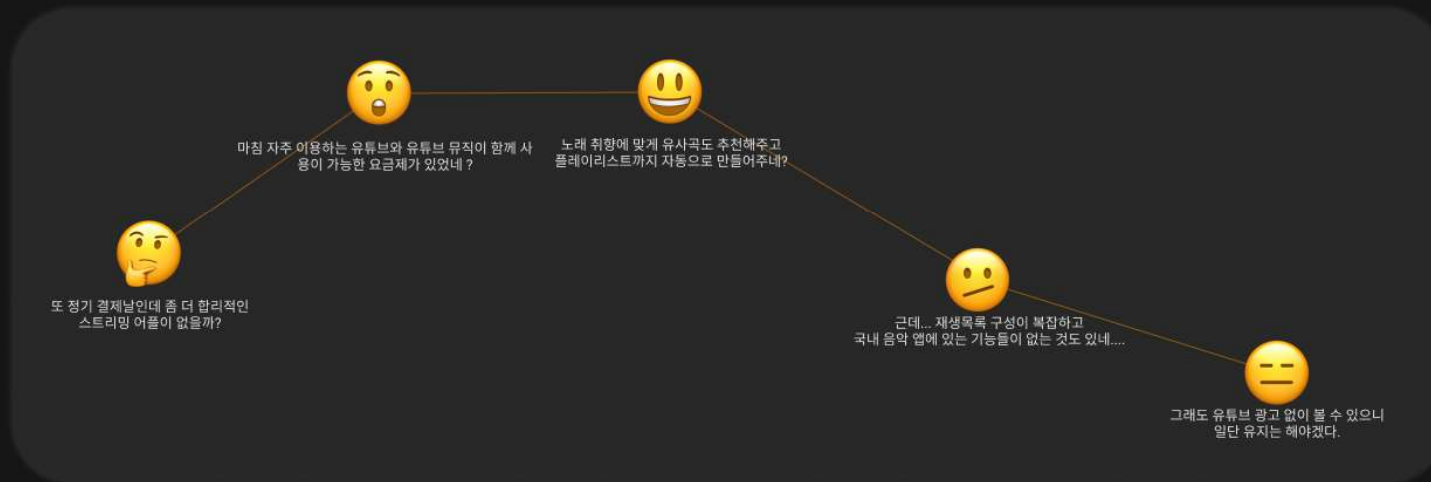 또 정기 결제날인데 좀 더 합리적인
스트리밍 어플이 없을까?
마침 자주 이용하는 유튜브와 유튜브 뮤직이 함께 사
용이 가능한 요금제가 있었네 ?
노래 취향에 맞게 유사곡도 추천해주고
플레이리스트까지 자동으로 만들어주네?
근데... 재생목록 구성이 복잡하고
국내 음악 앱에 있는 기능들이 없는 것도 있네....
그래도 유튜브 광고 없이 볼 수 있으니
일단 유지는 해야겠다.